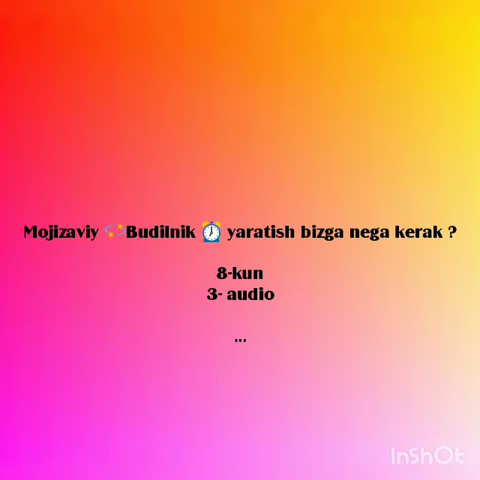 Mojizaviy 💫Budilnik ⏰ yaratish bizga nega kerak ?
8-kun
3- audio
...
InShOt